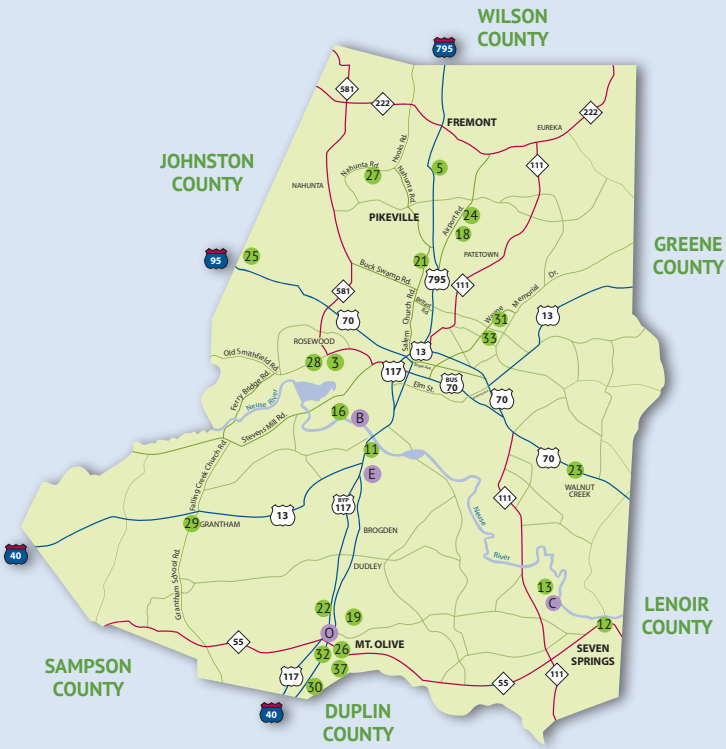 WILSON
COUNTY
795
581
222
FREMONT
EUREKA
222
Hooks Rd.
JOHNSTON
COUNTY
Nahunta Rd.
27
5
111
NAHUNTA
Nahunta Rd.
PIKEVILLE
24
Airport Rd.
18
GREENE
COUNTY
95
25
21
PATETOWN
Buck Swamp Rd.
795
111
Belfast
Rd
Memorial
Dr.
581
Salem Church Rd.
Wayne
31
13
70
33
ROSEWOOD
13
Old Smithfield Rd.
28
3
117
Elm St.
BUS
70
Ferry Bridge Rd.
70
Neuse River
16
B
Stevens Mill Rd.
11
Falling Creek Church Rd.
E
70
23
WALNUT
CREEK
111
BYP
117
13
Neuse
29
GRANTHAM
BROGDEN
40
River
Grantham School Rd.
DUDLEY
13
C
22
19
LENOIR
COUNTY
12
O
55
MT. OLIVE
26
32
SEVEN
SPRINGS
SAMPSON
COUNTY
37
117
30
55
111
40
DUPLIN
COUNTY